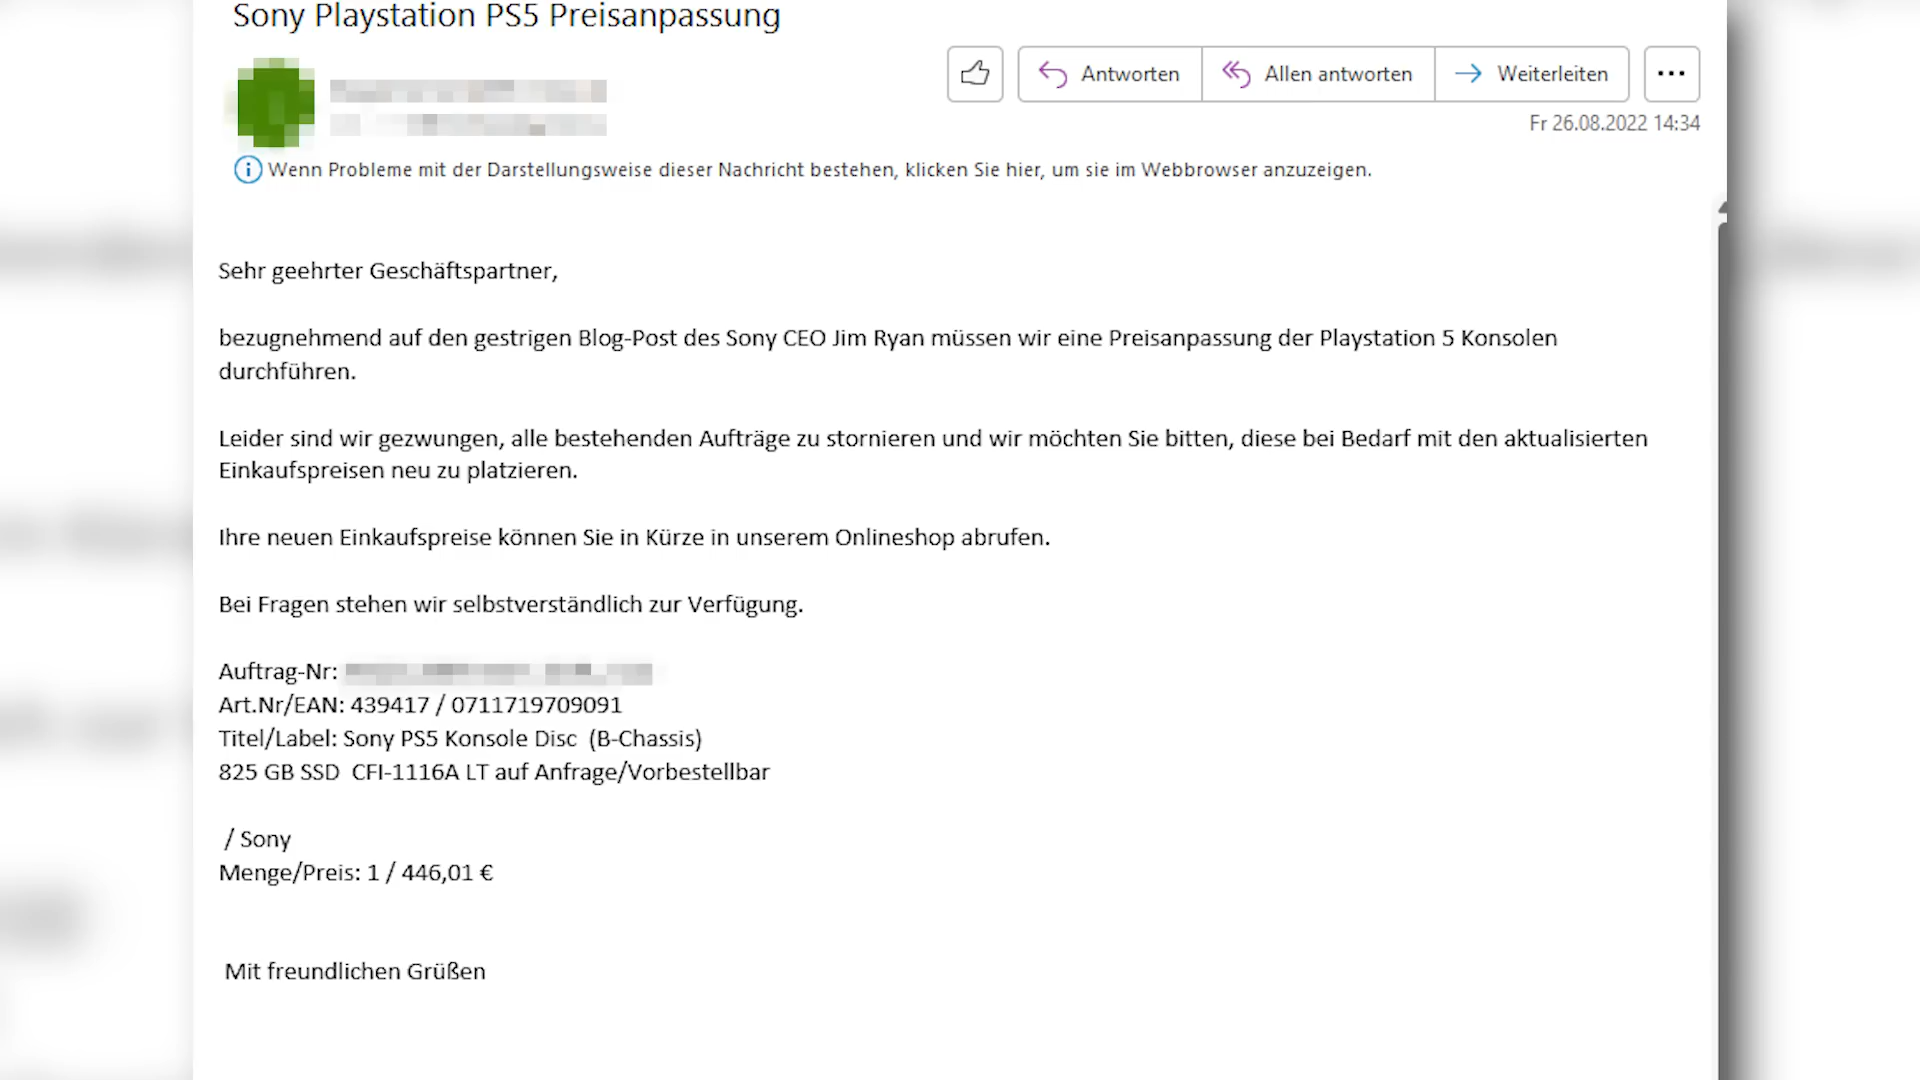 Sony Playstation PS5 Preisanpassung
Antworten
Allen antworten
Weiterleiten
Fr 26.08.2022 14:34
Wenn Probleme mit der Darstellungsweise dieser Nachricht bestehen, klicken Sie hier, um sie im Webbrowser anzuzeigen.
Sehr geehrter Geschäftspartner,
bezugnehmend auf den gestrigen Blog-Post des Sony CEO Jim Ryan müssen wir eine Preisanpassung der Playstation 5 Konsolen
durchführen.
Leider sind wir gezwungen, alle bestehenden Aufträge zu stornieren und wir möchten Sie bitten, diese bei Bedarf mit den aktualisierten
Einkaufspreisen neu zu platzieren.
Ihre neuen Einkaufspreise können Sie in Kürze in unserem Onlineshop abrufen.
Bei Fragen stehen wir selbstverständlich zur Verfügung.
Auftrag-Nr:
Art.Nr/EAN: 439417 / 0711719709091
Titel/Label: Sony PS5 Konsole Disc (B-Chassis)
825 GB SSD CFI-1116A LT auf Anfrage/Vorbestellbar
/ Sony
Menge/Preis: 1 / 446,01 €
Mit freundlichen Grüßen